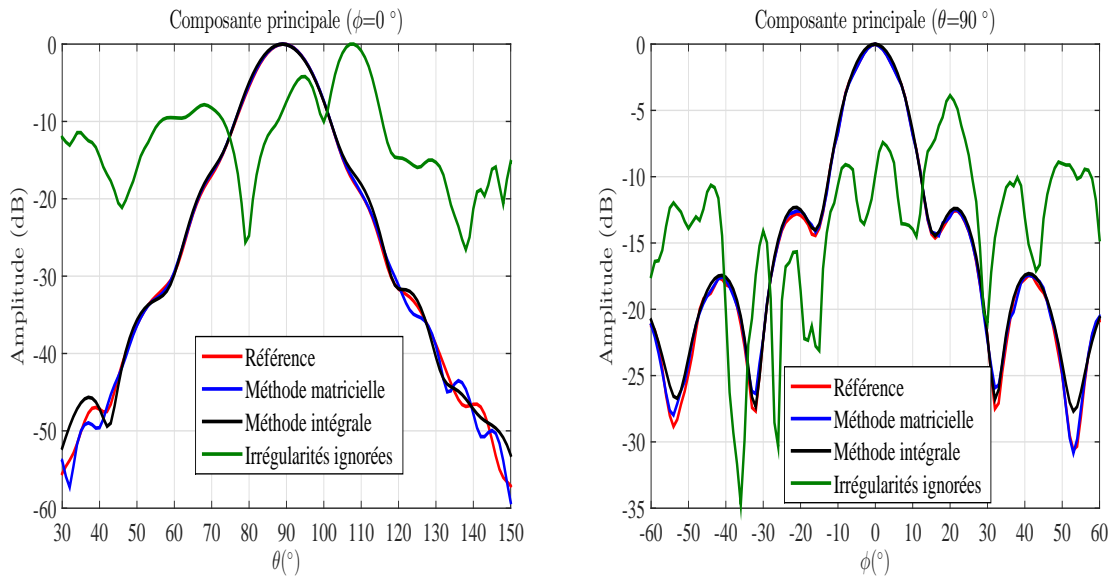 Composante principale (ϕ=0 °)
0
-10
-20
-30
-40
-50
-60
Amplitude (dB)
Référence
Méthode matricielle
Méthode intégrale
Irrégularités ignorées
30 40 50 60 70 80 90 100 110 120 130 140 150
θ(°)
Composante principale (θ=90 °)
0
-5
-10
-15
-20
-25
-30
-35
Amplitude (dB)
Référence
Méthode matricielle
Méthode intégrale
Irrégularités ignorées
-60 -50 -40 -30 -20 -10 0 10 20 30 40 50 60
ϕ(°)